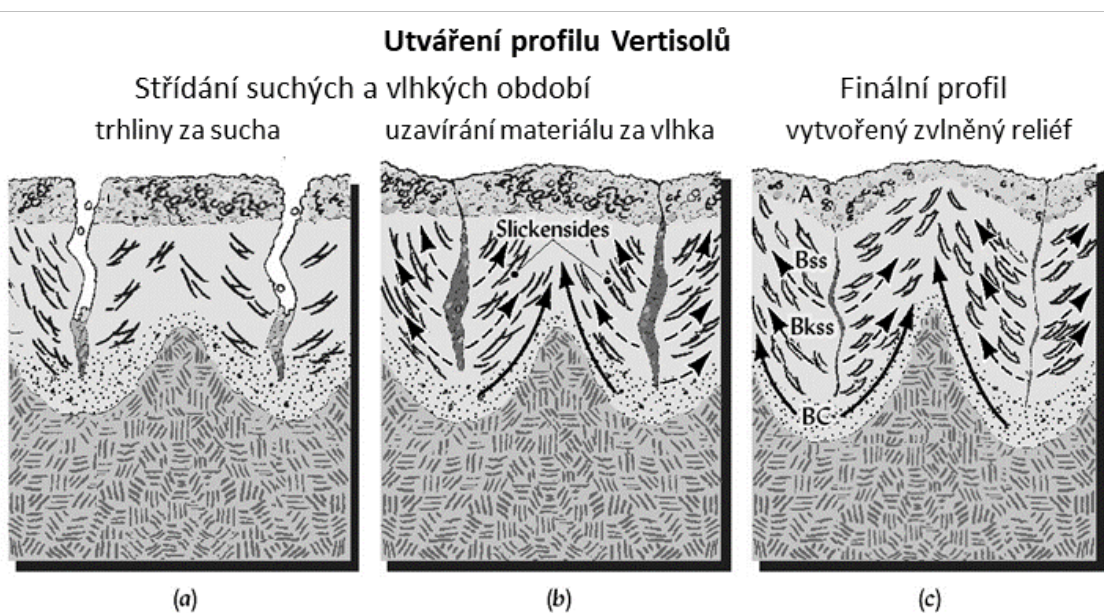 Utváření profilu Vertisolů
Střídání suchých a vlhkých období
trhliny za sucha
uzavírání materiálu za vlhka
Finální profil
vytvořený zvlněný reliéf
Slickensides
A
Bss
Bkss
BC
(a)
(b)
(c)